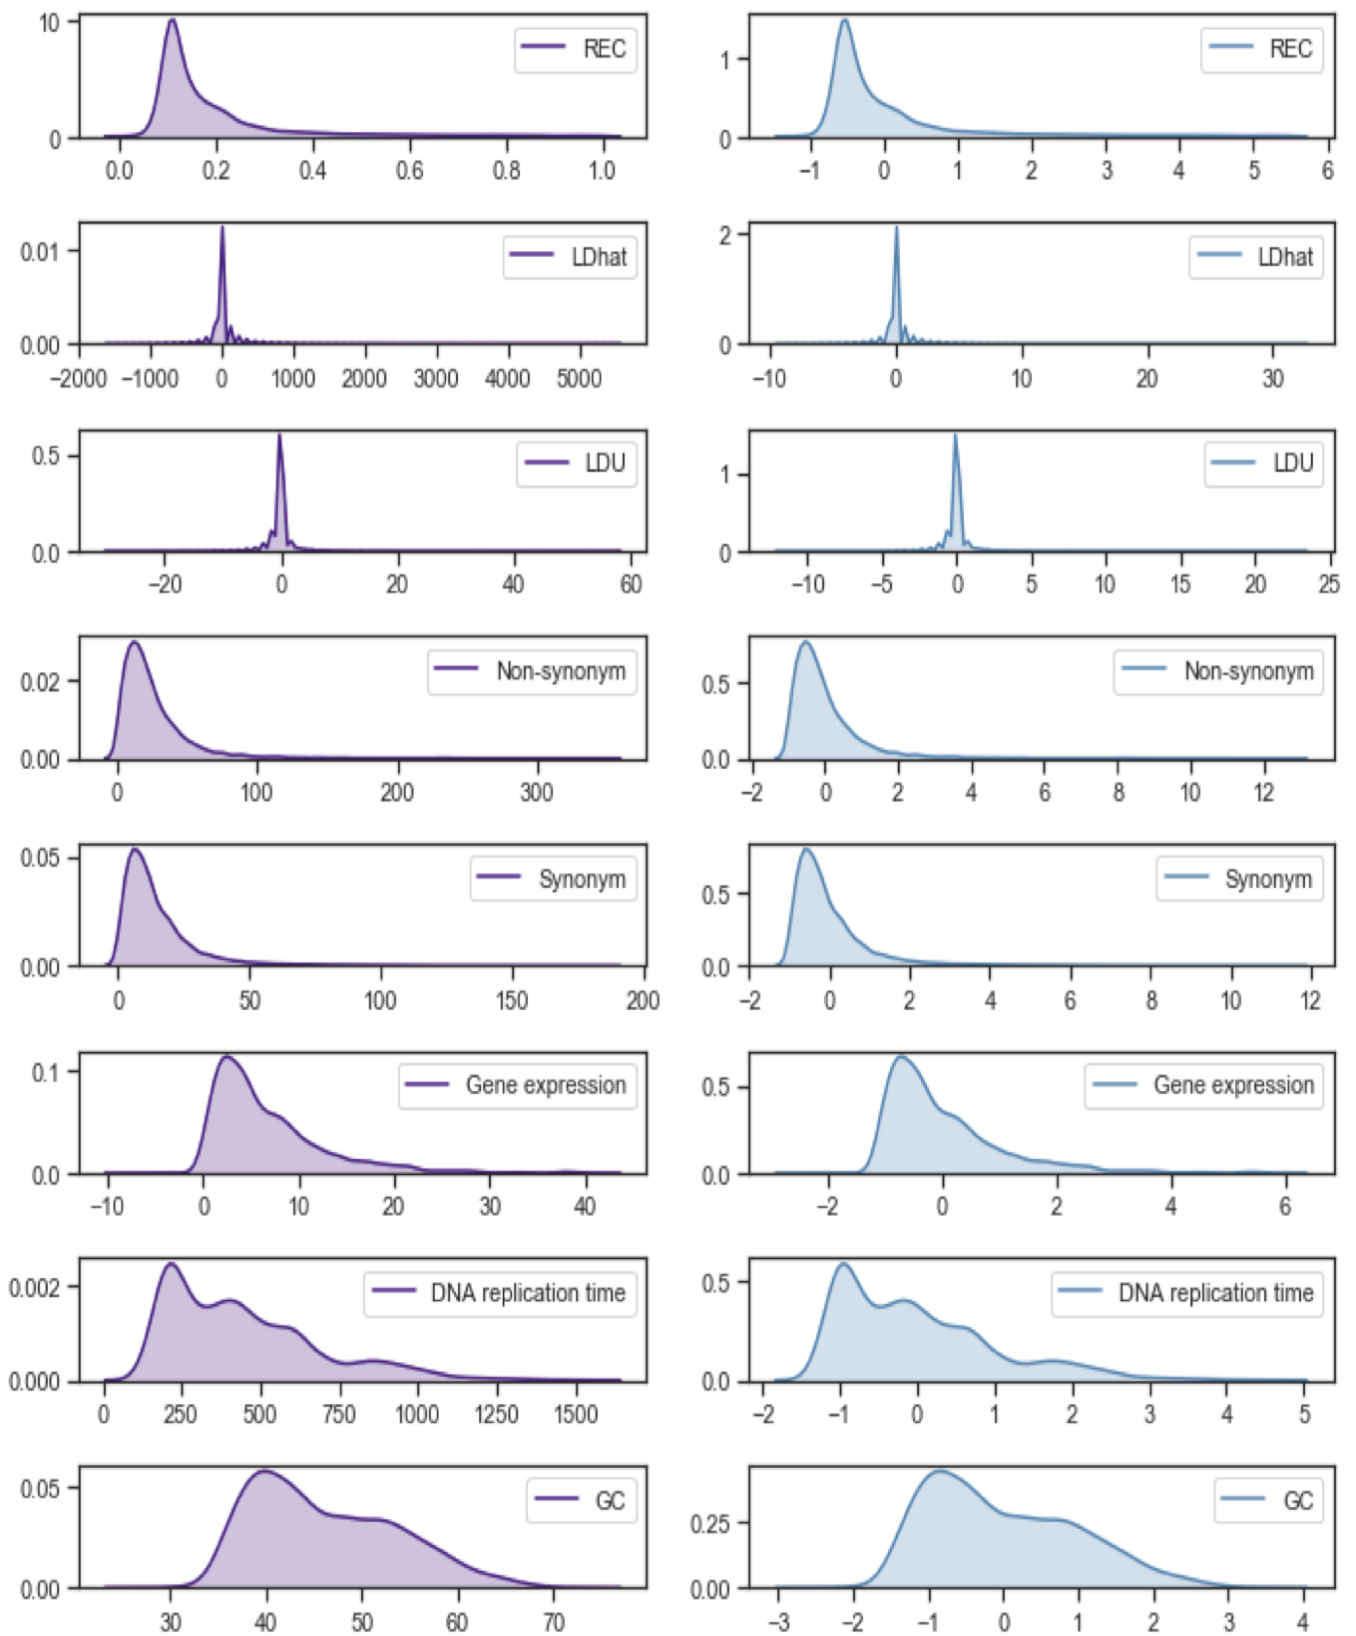 10
REC
0
0.0 0.2 0.4 0.6 0.8 1.0
1
REC
0
−1 0 1 2 3 4 5 6
0.01
LDhat
0.00
−2000 −1000 0 1000 2000 3000 4000 5000
2
LDhat
0
−10 0 10 20 30
0.5
LDU
0.0
−20 0 20 40 60
1
LDU
0
−10 −5 0 5 10 15 20 25
0.02
Non-synonym
0.00
0 100 200 300
0.5
Non-synonym
0.0
−2 0 2 4 6 8 10 12
0.05
Synonym
0.00
0 50 100 150 200
0.5
Synonym
0.0
−2 0 2 4 6 8 10 12
0.1
Gene expression
0.0
−10 0 10 20 30 40
0.5
Gene expression
0.0
−2 0 2 4 6
0.002
DNA replication time
0.000
0 250 500 750 1000 1250 1500
0.5
DNA replication time
0.0
−2 −1 0 1 2 3 4 5
0.05
GC
0.00
30 40 50 60 70
0.25
GC
0.00
−3 −2 −1 0 1 2 3 4